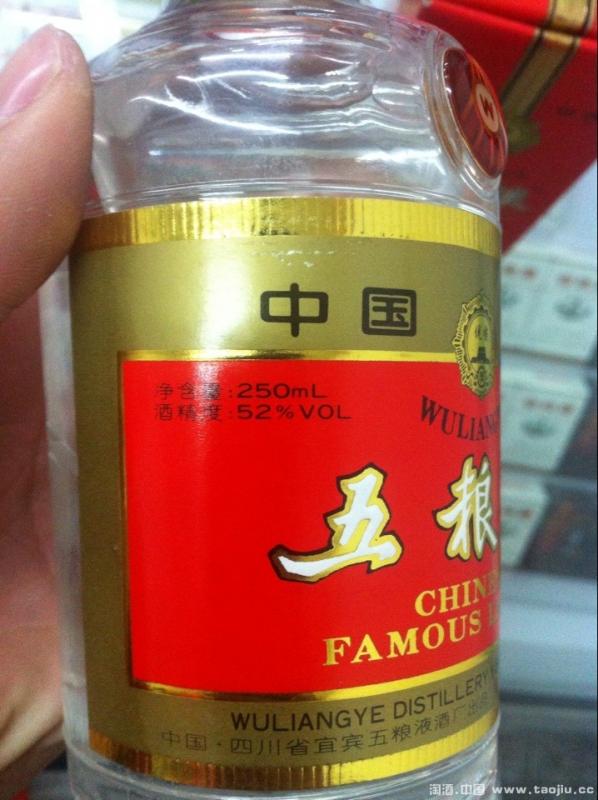 中国
净含量:250mL
酒精度:52%VOL
WULIANG
五粮
CHINE
FAMOUS
WULIANGYE DISTILLERY
中国·四川省宜宾五粮液酒厂出品
淘酒.中国 www.taojiu.cc